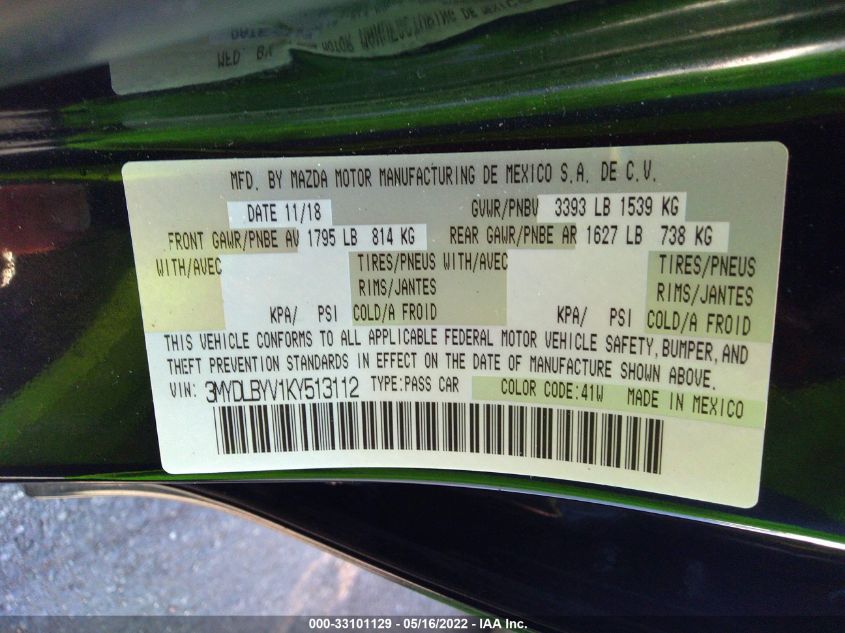 MFD. BY MAZDA MOTOR MANUFACTURING DE MEXICO S.A. DE C.V.
DATE 11/18 GVWR/PNBV 3393 LB 1539 KG
FRONT GAWR/PNBE AV 1795 LB 814 KG REAR GAWR/PNBE AR 1627 LB 738 KG
WITH/AVEC TIRES/PNEUS WITH/AVEC TIRES/PNEUS
RIMS/JANTES RIMS/JANTES
KPA/ PSI COLD/A FROID KPA/ PSI COLD/A FROID
THIS VEHICLE CONFORMS TO ALL APPLICABLE FEDERAL MOTOR VEHICLE SAFETY, BUMPER, AND
THEFT PREVENTION STANDARDS IN EFFECT ON THE DATE OF MANUFACTURE SHOWN ABOVE.
VIN: 3MYDLBYV1KY513112 TYPE:PASS CAR COLOR CODE:41W MADE IN MEXICO
000-33101129 - 05/16/2022 - IAA Inc.